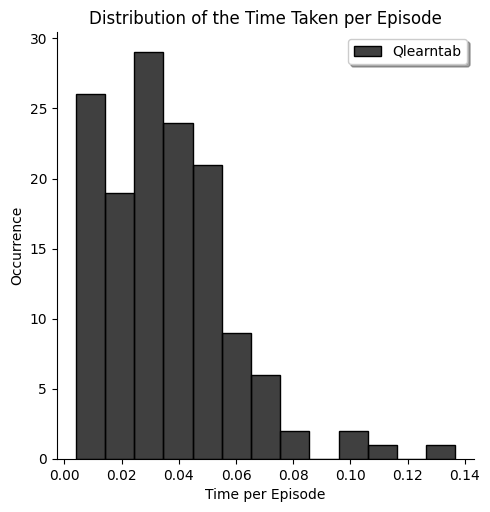 Distribution of the Time Taken per Episode
Qlearntab
30
25
20
15
10
5
0
Occurrence
0.00 0.02 0.04 0.06 0.08 0.10 0.12 0.14
Time per Episode